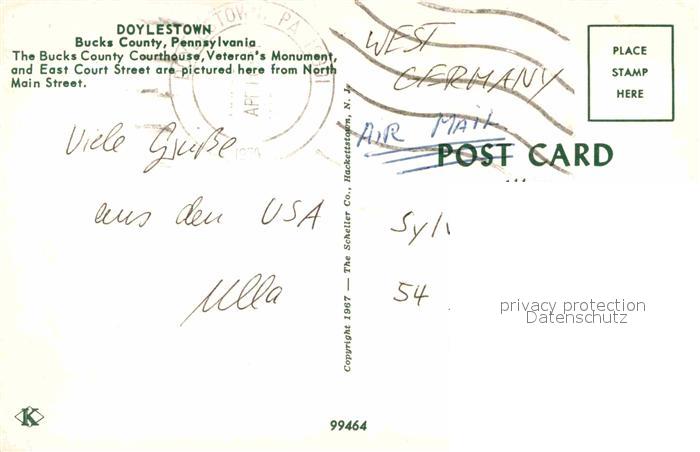 DOYLESTOWN
Bucks County, Pennsylvania
The Bucks County Courthouse, Veteran's Monument,
and East Court Street are pictured here from North
Main Street.
WEST
GERMANY
PLACE
STAMP
HERE
AIR MAIL
POST CARD
Viele Grüße
aus den USA
Ulla
Copyright 1967 — The Scheller Co., Hackettstown, N. J.
Syl
54
privacy protection
Datenschutz
K
99464